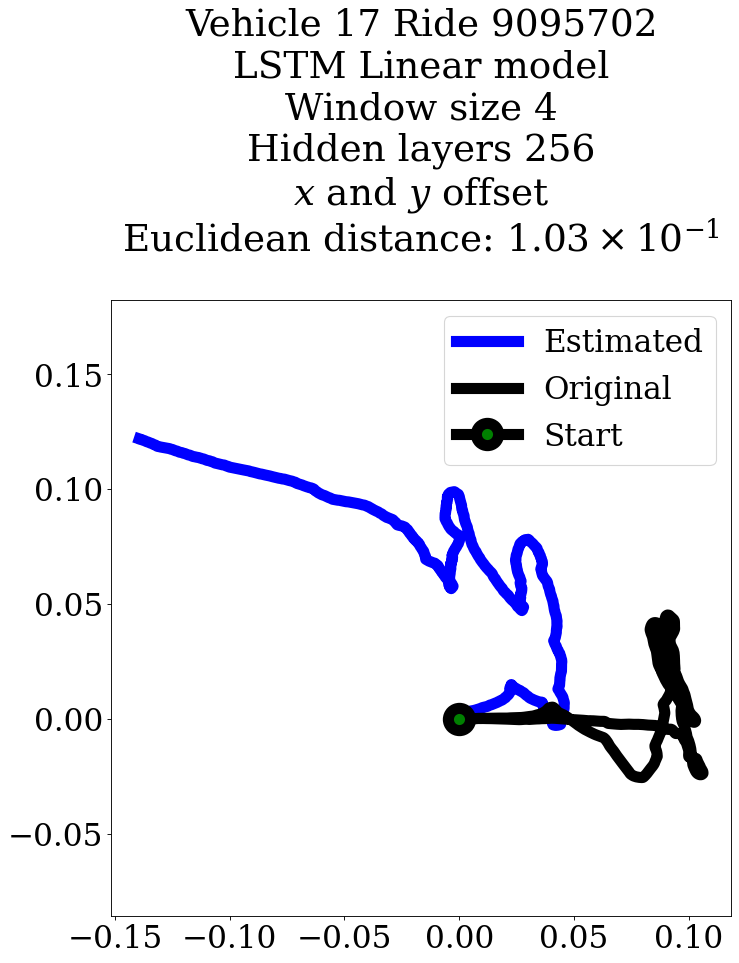 Vehicle 17 Ride 9095702
LSTM Linear model
Window size 4
Hidden layers 256
x and y offset
Euclidean distance: 1.03 × 10⁻¹
Estimated
Original
Start
0.15
0.10
0.05
0.00
−0.05
−0.15 −0.10 −0.05 0.00 0.05 0.10